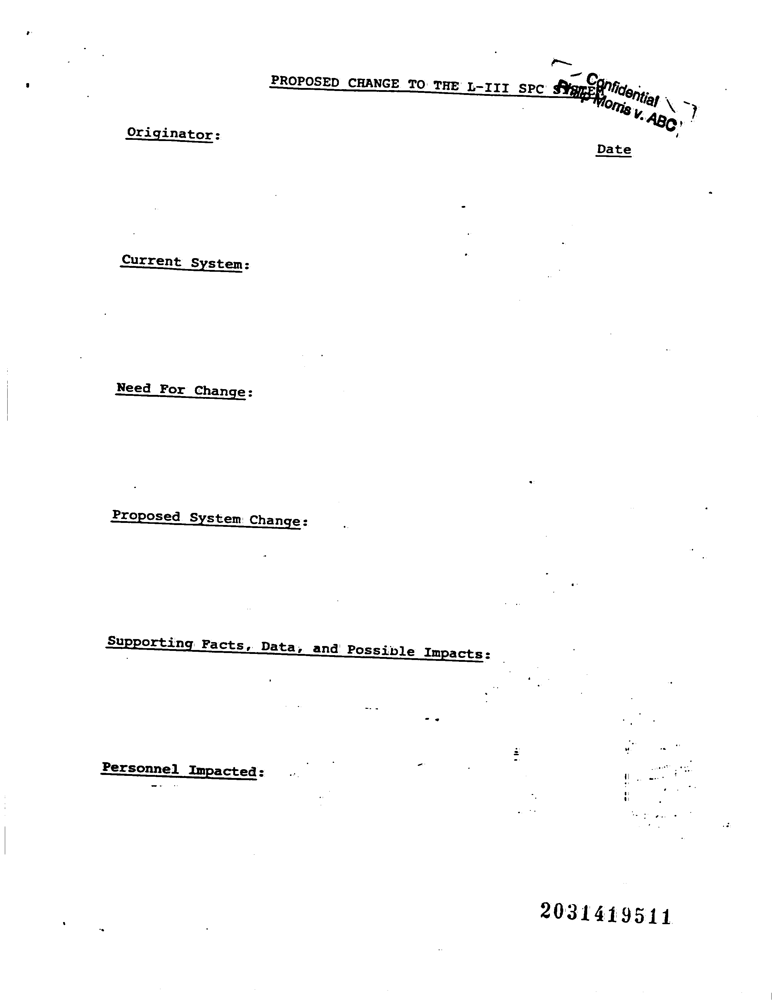 PROPOSED CHANGE TO THE L-III SPC SYSTEM
Confidential
Philip Morris v. ABC
Originator:
Date
Current System:
Need For Change:
Proposed System Change:
Supporting Facts, Data, and Possible Impacts:
Personnel Impacted:
2031419511